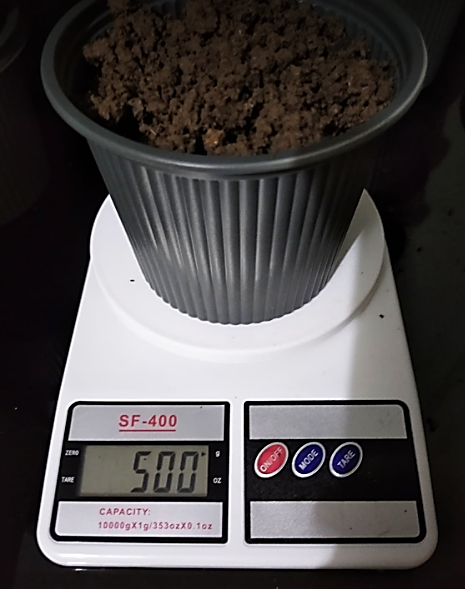 SF-400
ZERO
TARE
500
g
OZ
CAPACITY:
10000gX1g/353ozX0.1oz
ON/OFF
MODE
TARE